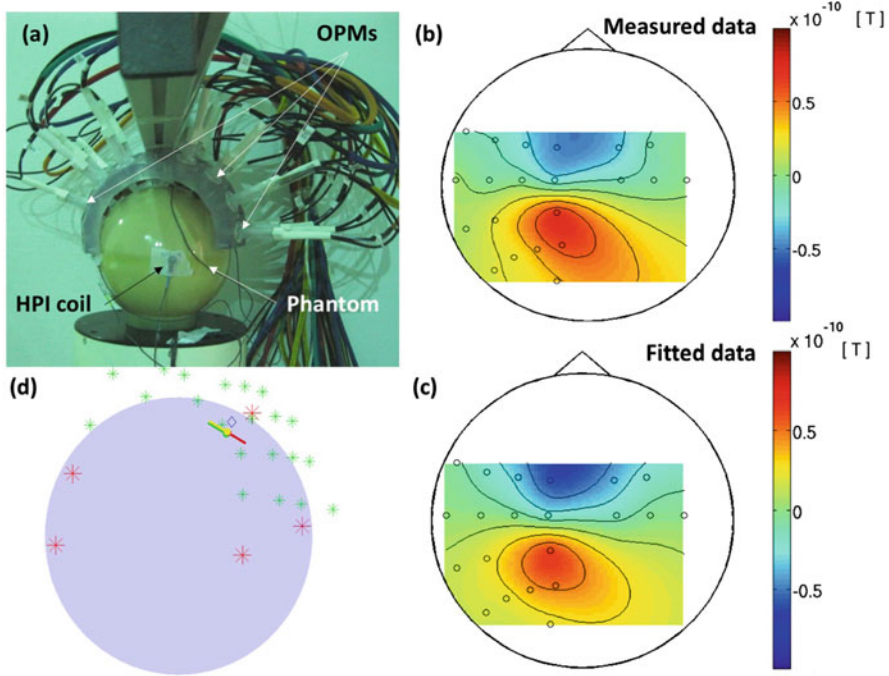 (a)
OPMs
HPI coil
Phantom
(b)
Measured data
x 10⁻¹⁰
[ T ]
0.5
0
-0.5
(d)
(c)
Fitted data
x 10⁻¹⁰
[ T ]
0.5
0
-0.5